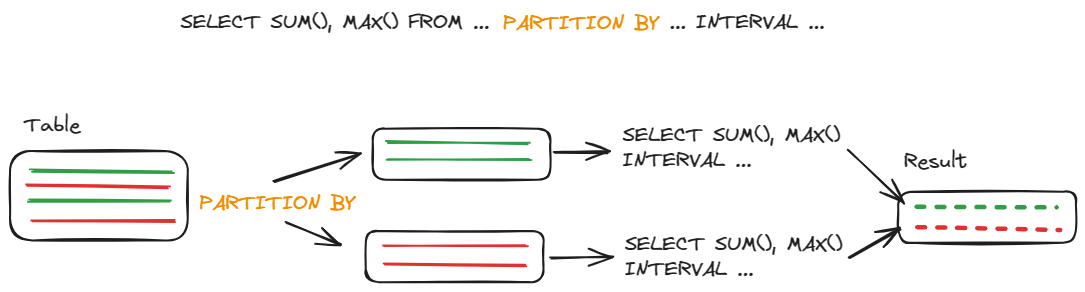 SELECT SUM(), MAX() FROM ... PARTITION BY ... INTERVAL ...
Table
PARTITION BY
SELECT SUM(), MAX()
INTERVAL ...
SELECT SUM(), MAX()
INTERVAL ...
Result